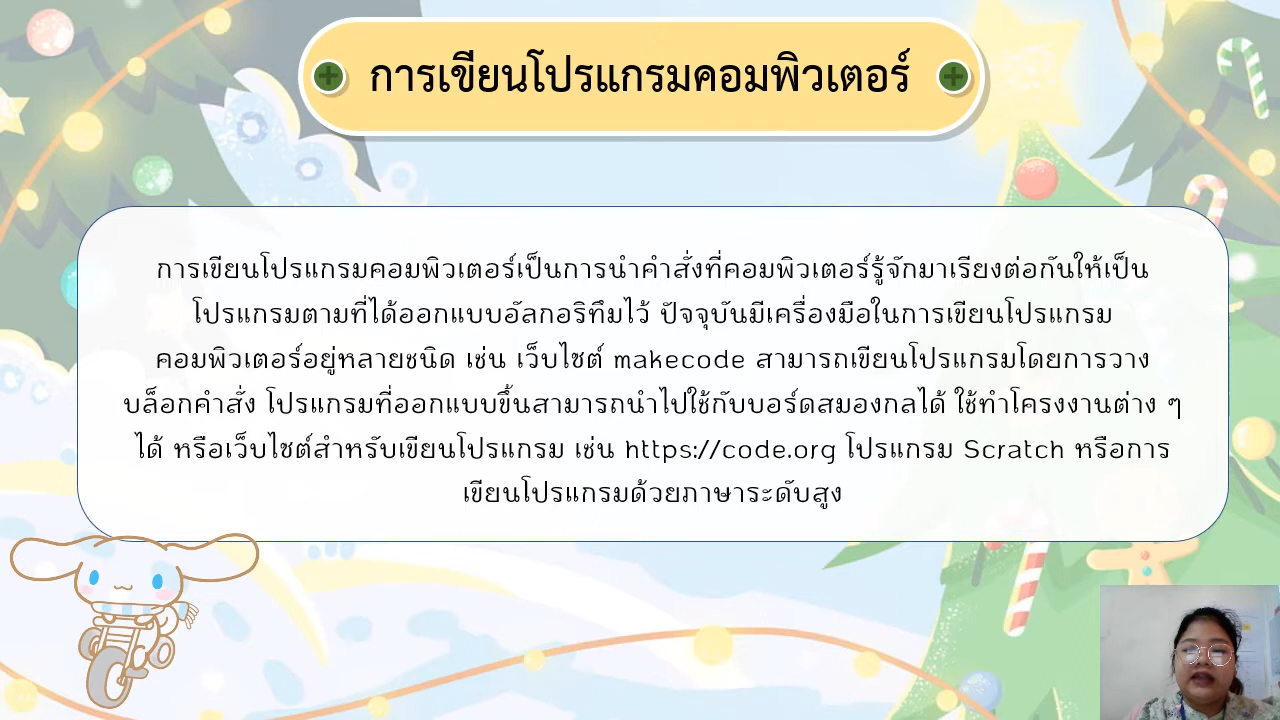 การเขียนโปรแกรมคอมพิวเตอร์
การเขียนโปรแกรมคอมพิวเตอร์เป็นการนำคำสั่งที่คอมพิวเตอร์รู้จักมาเรียงต่อกันให้เป็น
โปรแกรมตามที่ได้ออกแบบอัลกอริทึมไว้ ปัจจุบันมีเครื่องมือในการเขียนโปรแกรม
คอมพิวเตอร์อยู่หลายชนิด เช่น เว็บไซต์ makecode สามารถเขียนโปรแกรมโดยการวาง
บล็อกคำสั่ง โปรแกรมที่ออกแบบขึ้นสามารถนำไปใช้กับบอร์ดสมองกลได้ ใช้ทำโครงงานต่าง ๆ
ได้ หรือเว็บไซต์สำหรับเขียนโปรแกรม เช่น https://code.org โปรแกรม Scratch หรือการ
เขียนโปรแกรมด้วยภาษาระดับสูง